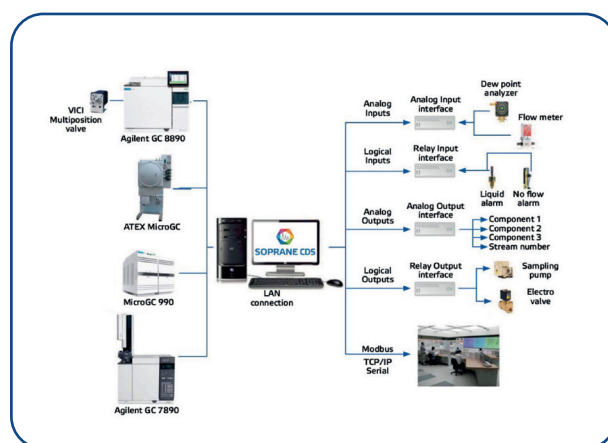 VICI
Multiposition
valve
Agilent GC 8890
ATEX MicroGC
MicroGC 990
Agilent GC 7890
SOPRANE CDS
LAN
connection
Analog
Inputs
Analog Input
interface
Dew point
analyzer
Flow meter
Logical
Inputs
Relay Input
interface
Liquid
alarm
No flow
alarm
Analog
Outputs
Analog Output
interface
Component 1
Component 2
Component 3
Stream number
Logical
Outputs
Relay Output
interface
Sampling
pump
Electro
valve
Modbus
TCP/IP
Serial